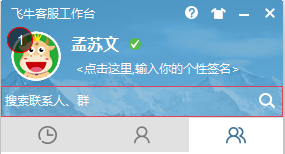 飞牛客服工作台
1
孟苏文
<点击这里,输入你的个性签名>
搜索联系人、群